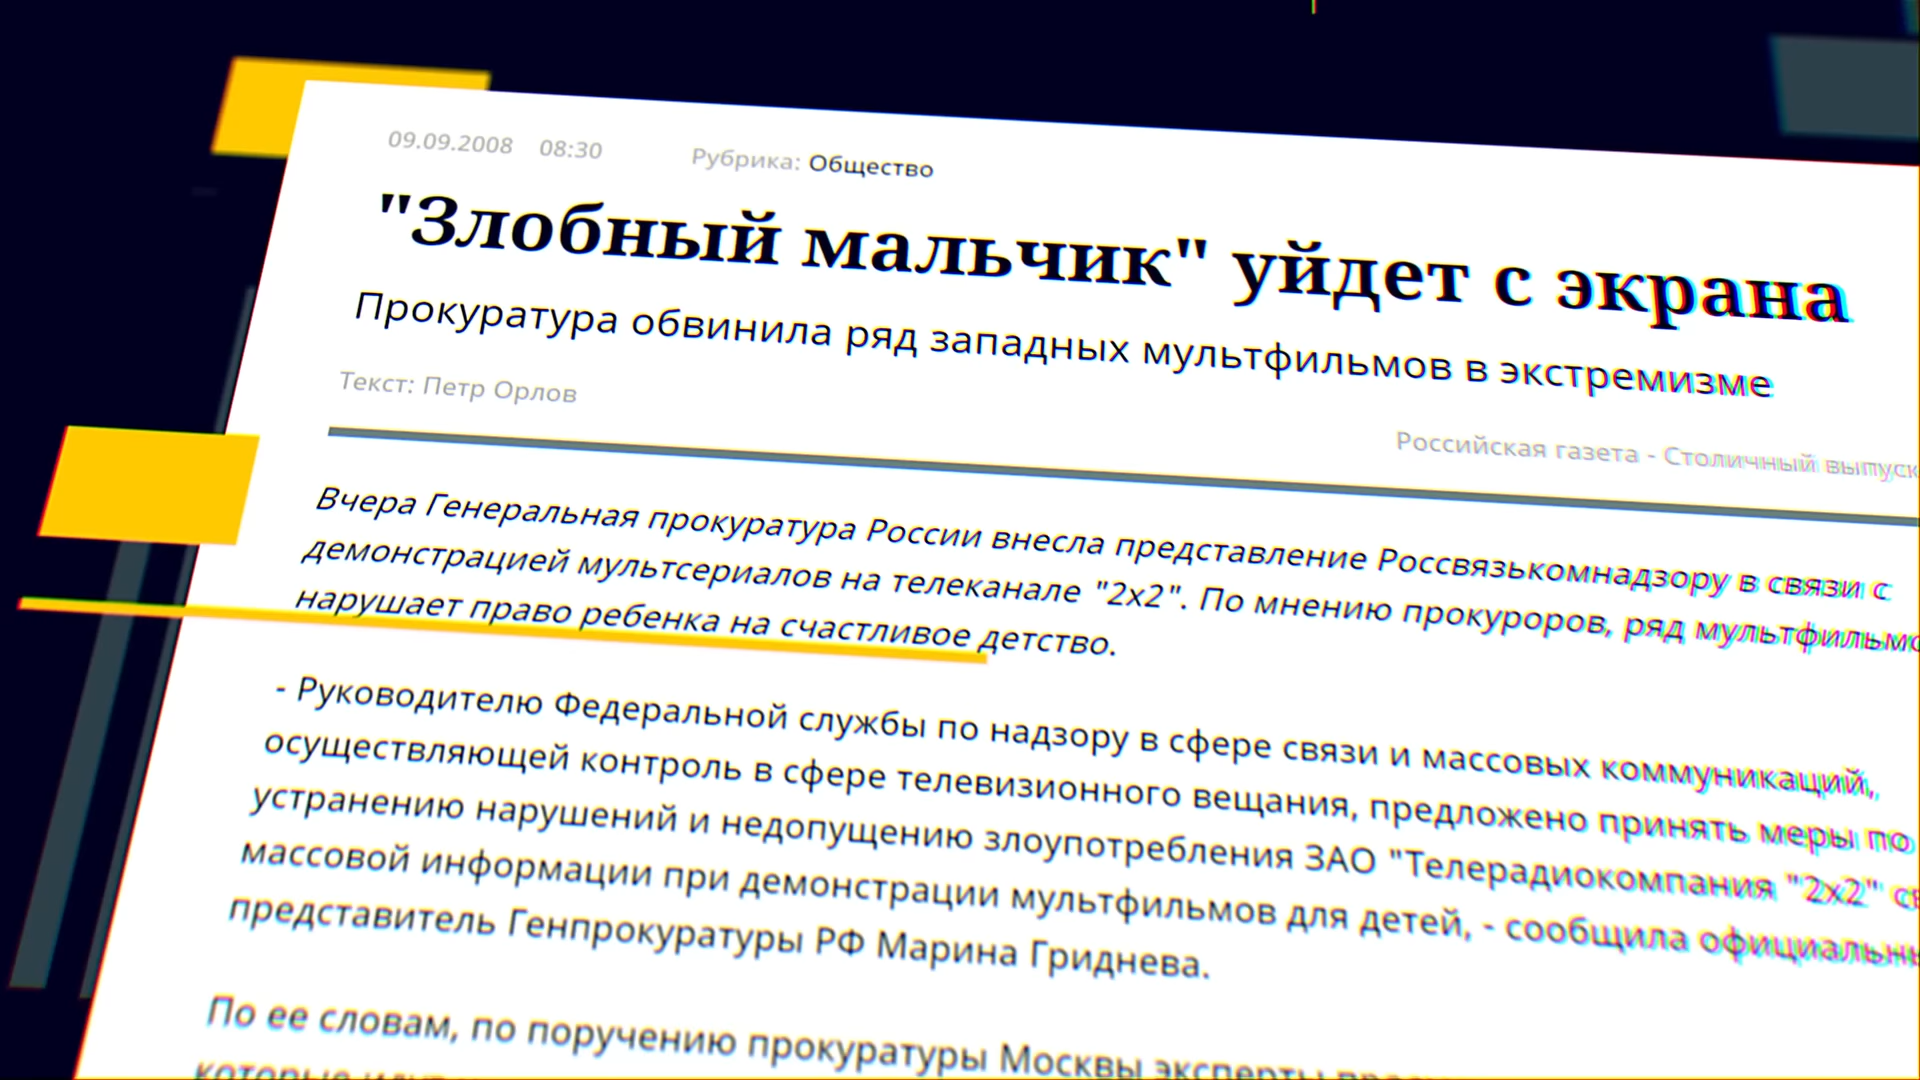 09.09.2008 08:30 Рубрика: Общество
"Злобный мальчик" уйдет с экрана
Прокуратура обвинила ряд западных мультфильмов в экстремизме
Текст: Петр Орлов
Российская газета - Столичный выпуск
Вчера Генеральная прокуратура России внесла представление Россвязькомнадзору в связи с
демонстрацией мультсериалов на телеканале "2х2". По мнению прокуроров, ряд
нарушает право ребенка на счастливое детство.
- Руководителю Федеральной службы по надзору в сфере связи и массовых коммуникаций,
осуществляющей контроль в сфере телевизионного вещания, предложено принять меры по
устранению нарушений и недопущению злоупотребления ЗАО "Телерадиокомпания "2х2"
массовой информации при демонстрации мультфильмов для детей, - сообщила
представитель Генпрокуратуры РФ Марина Гриднева.
По ее словам, по поручению прокуратуры Москвы эксперты
которые